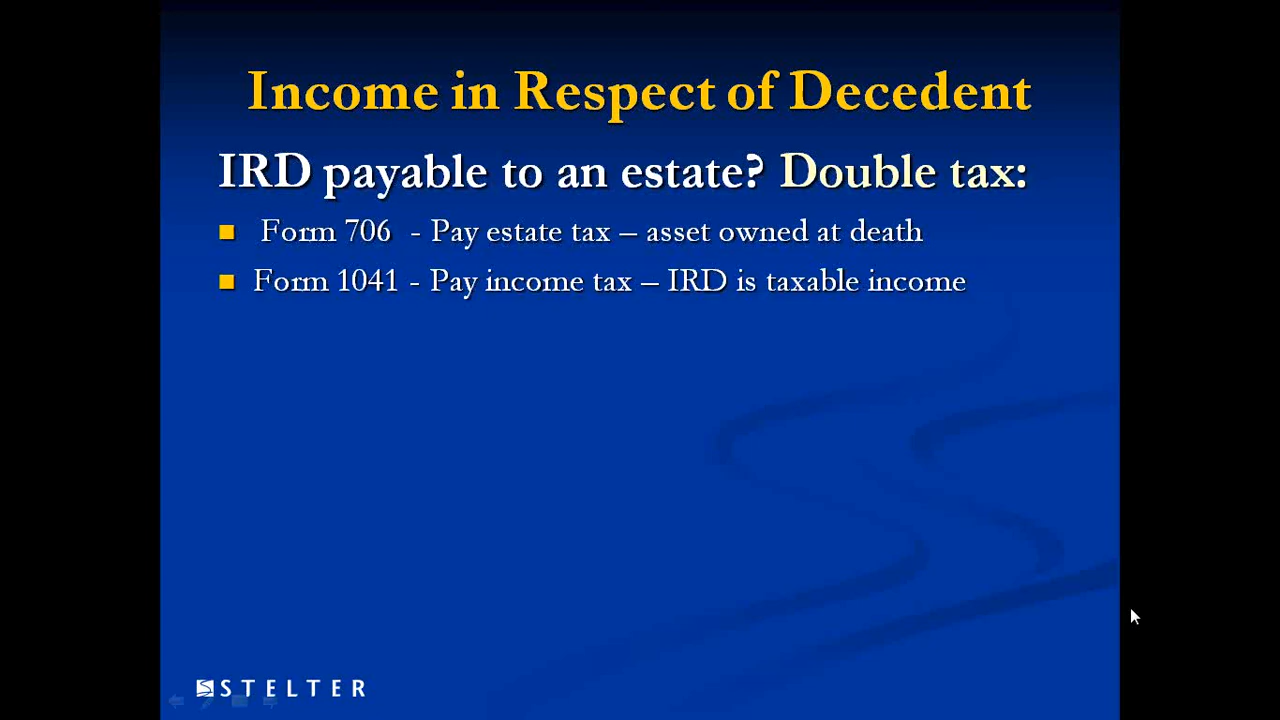 Income in Respect of Decedent
IRD payable to an estate? Double tax:
Form 706 - Pay estate tax – asset owned at death
Form 1041 - Pay income tax – IRD is taxable income
STELTER